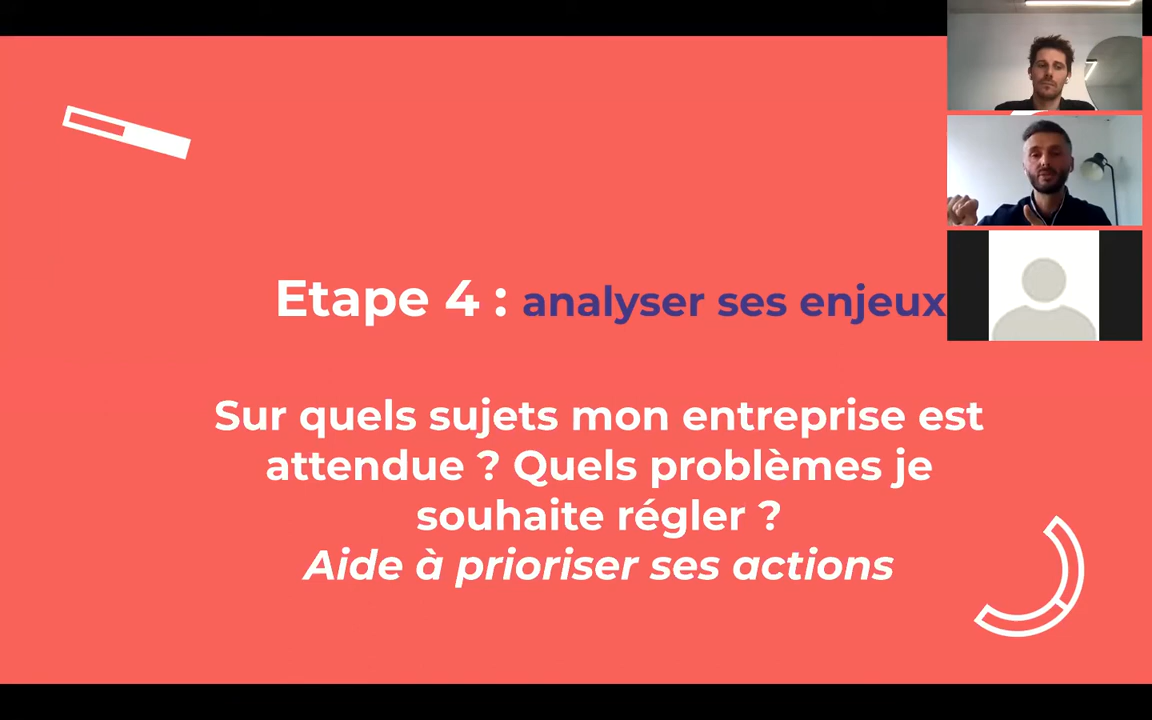 Etape 4 : analyser ses enjeux
Sur quels sujets mon entreprise est
attendue ? Quels problèmes je
souhaite régler ?
Aide à prioriser ses actions